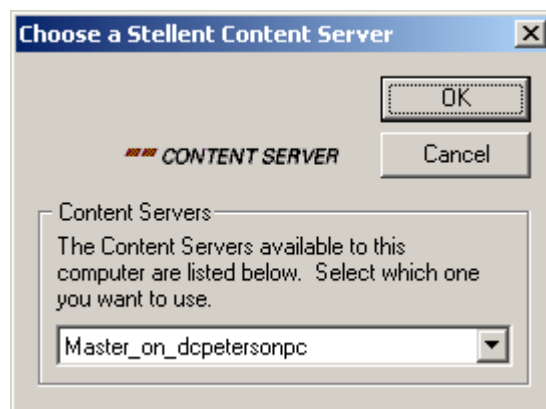 Choose a Stellent Content Server
OK
CONTENT SERVER
Cancel
Content Servers
The Content Servers available to this
computer are listed below.  Select which one
you want to use.
Master_on_dcpetersonpc